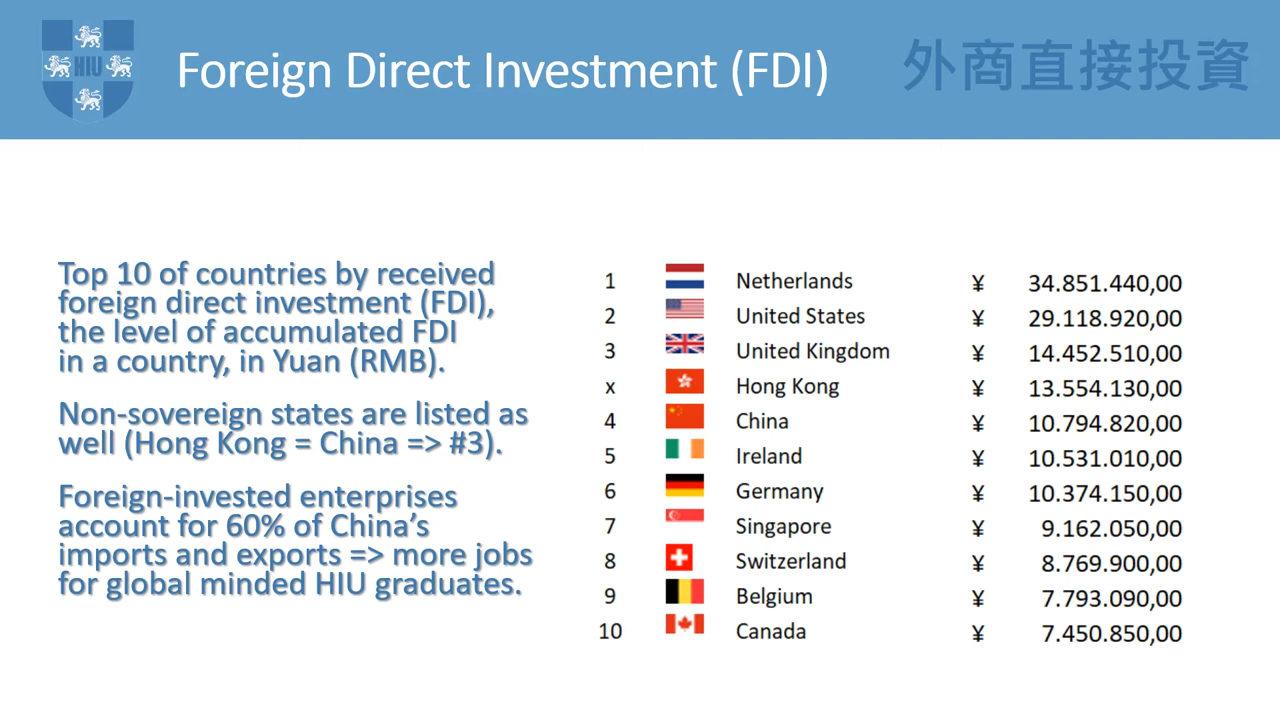 HIU
Foreign Direct Investment (FDI)
外商直接投資
Top 10 of countries by received
foreign direct investment (FDI),
the level of accumulated FDI
in a country, in Yuan (RMB).
Non-sovereign states are listed as
well (Hong Kong = China => #3).
Foreign-invested enterprises
account for 60% of China’s
imports and exports => more jobs
for global minded HIU graduates.
1 Netherlands ¥ 34.851.440,00
2 United States ¥ 29.118.920,00
3 United Kingdom ¥ 14.452.510,00
x Hong Kong ¥ 13.554.130,00
4 China ¥ 10.794.820,00
5 Ireland ¥ 10.531.010,00
6 Germany ¥ 10.374.150,00
7 Singapore ¥ 9.162.050,00
8 Switzerland ¥ 8.769.900,00
9 Belgium ¥ 7.793.090,00
10 Canada ¥ 7.450.850,00